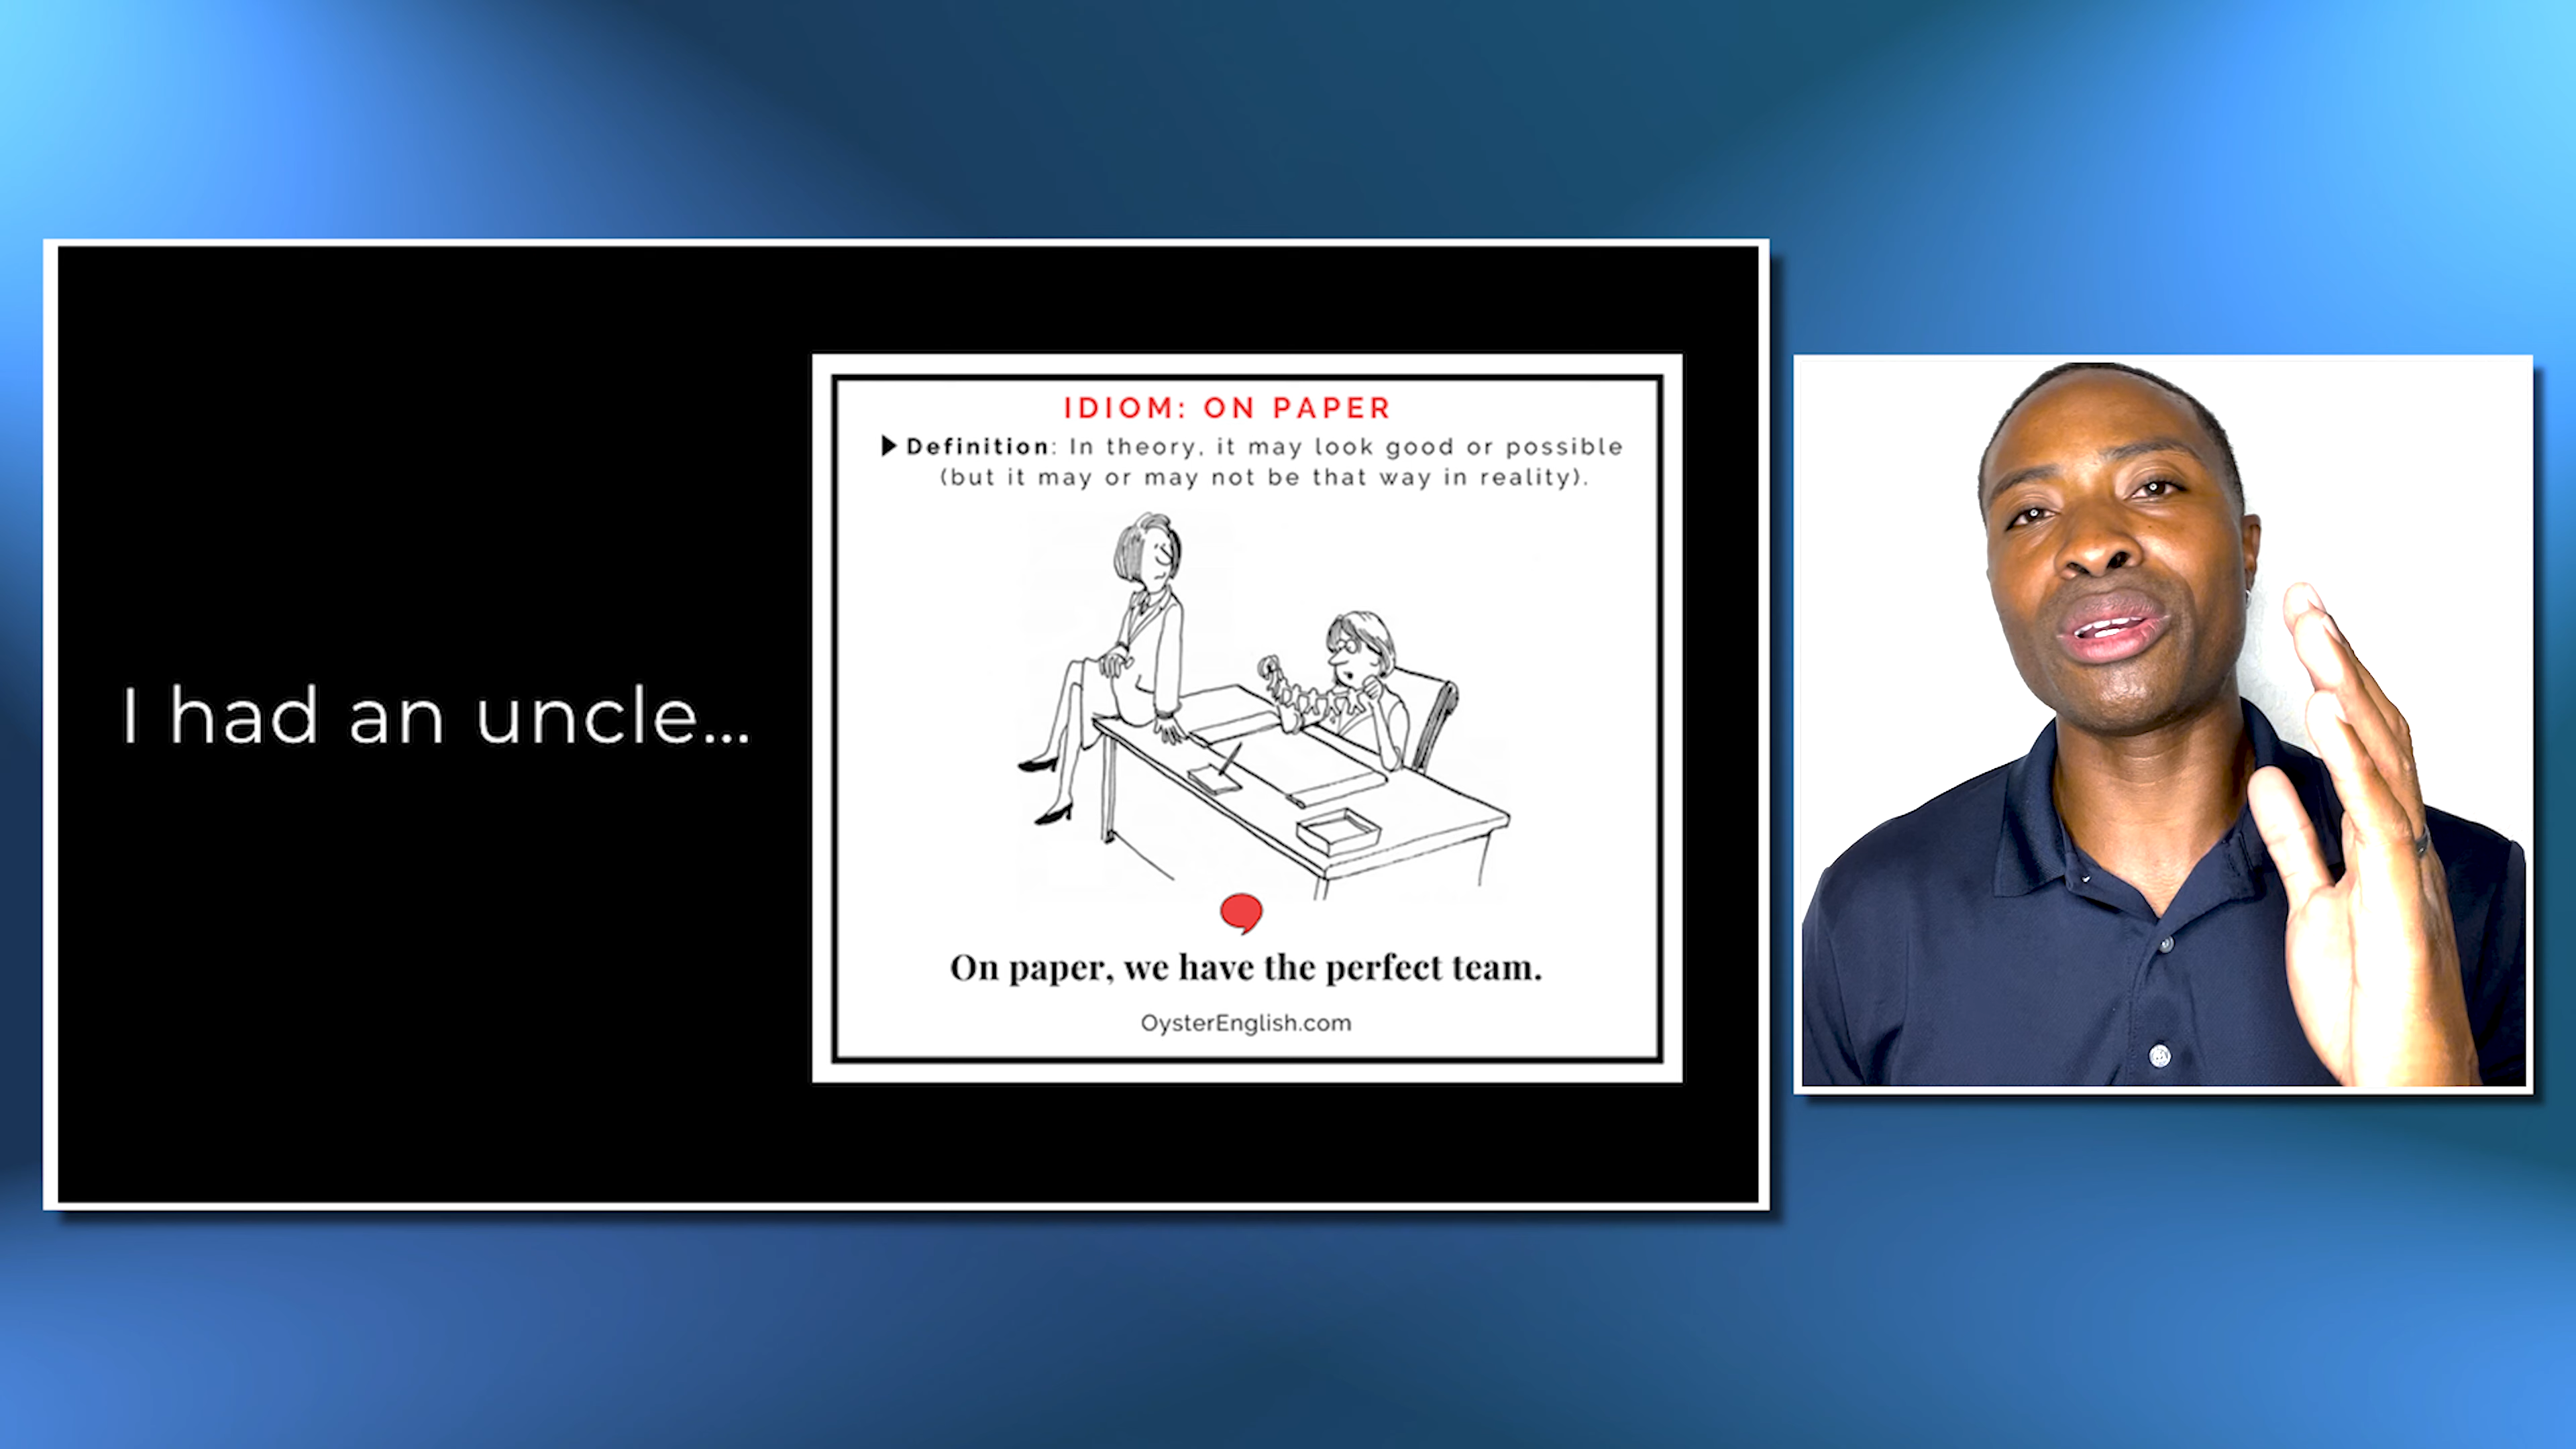 I had an uncle...
IDIOM: ON PAPER
Definition: In theory, it may look good or possible
(but it may or may not be that way in reality).
On paper, we have the perfect team.
OysterEnglish.com